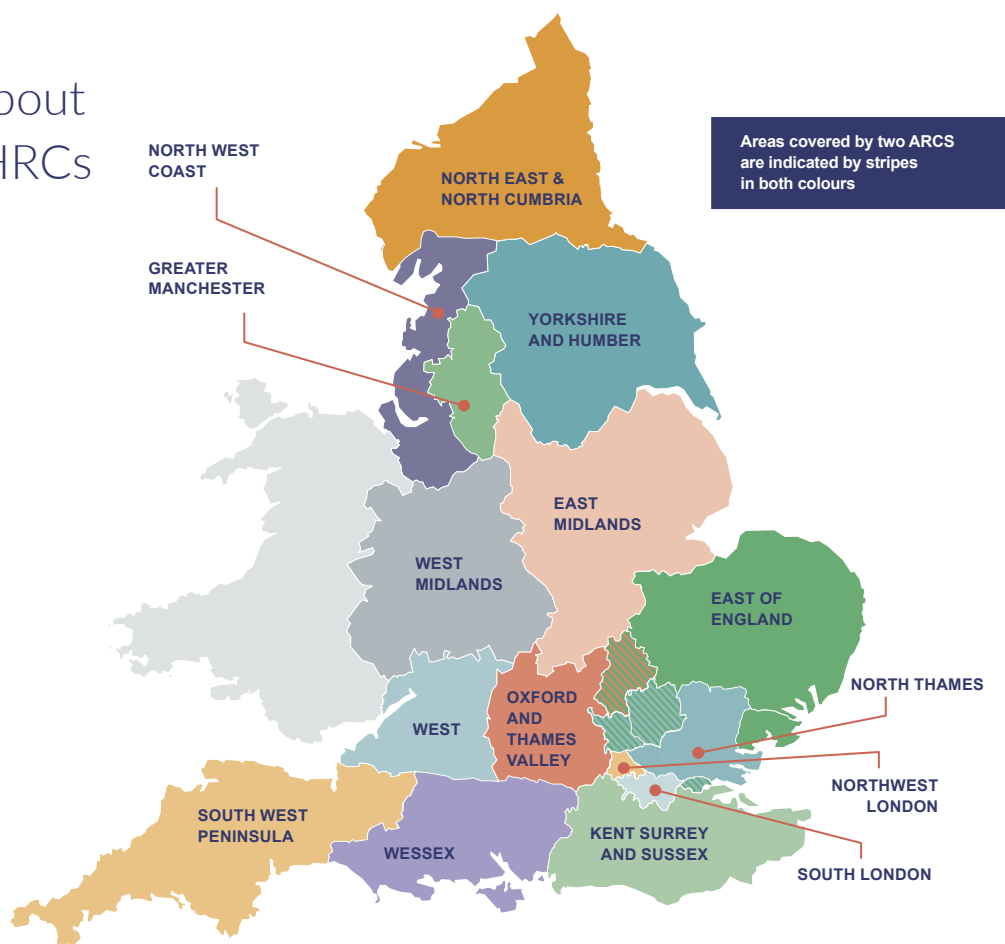 NORTH WEST
COAST
GREATER
MANCHESTER
NORTH EAST &
NORTH CUMBRIA
Areas covered by two ARCS
are indicated by stripes
in both colours
YORKSHIRE
AND HUMBER
EAST
MIDLANDS
WEST
MIDLANDS
EAST OF
ENGLAND
NORTH THAMES
OXFORD
AND
THAMES
VALLEY
WEST
NORTHWEST
LONDON
SOUTH WEST
PENINSULA
KENT SURREY
AND SUSSEX
WESSEX
SOUTH LONDON